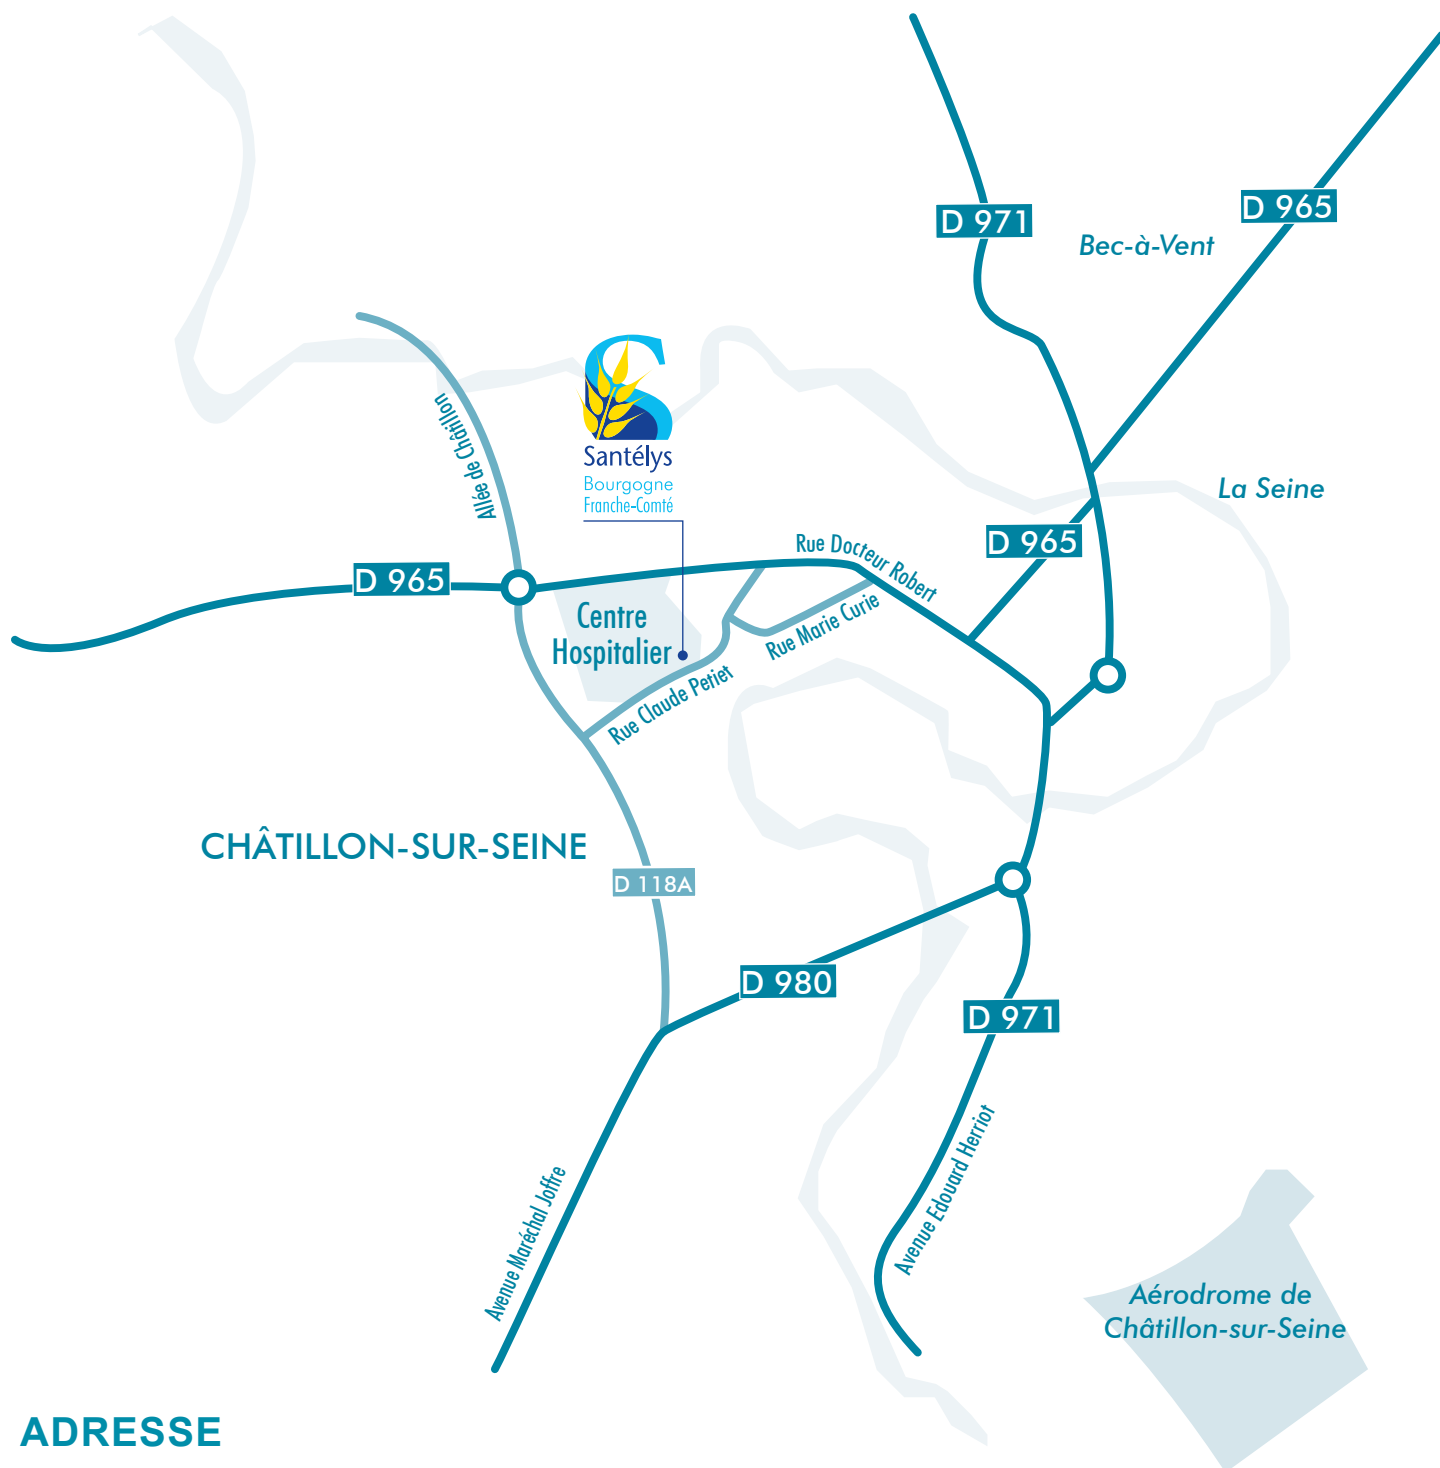 D 971
D 965
Bec-à-Vent
Allée de Châtillon
Santélys
Bourgogne
Franche-Comté
La Seine
Rue Docteur Robert
D 965
D 965
Centre
Hospitalier
Rue Marie Curie
Rue Claude Petiet
CHÂTILLON-SUR-SEINE
D 118A
D 980
D 971
Avenue Maréchal Joffre
Avenue Edouard Herriot
Aérodrome de
Châtillon-sur-Seine
ADRESSE